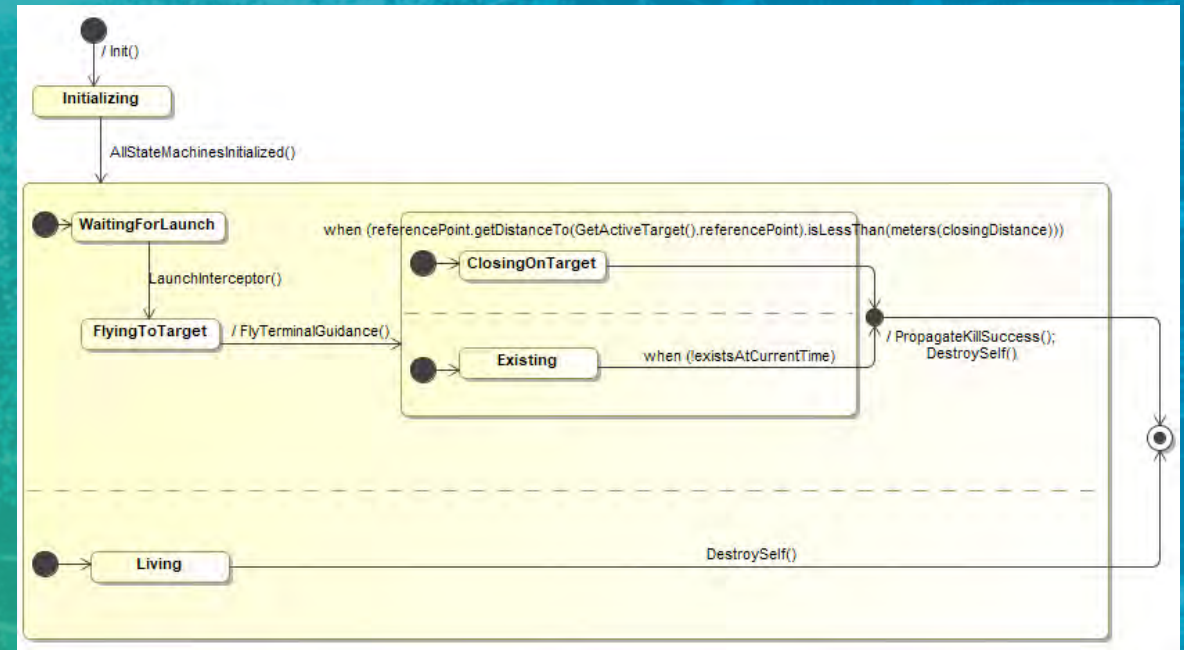 / Init()
Initializing
AllStateMachinesInitialized()
WaitingForLaunch
when (referencePoint.getDistanceTo(GetActiveTarget().referencePoint).isLessThan(meters(closingDistance)))
ClosingOnTarget
LaunchInterceptor()
FlyingToTarget
/ FlyTerminalGuidance()
/ PropagateKillSuccess();
DestroySelf()
Existing
when (!existsAtCurrentTime)
Living
DestroySelf()